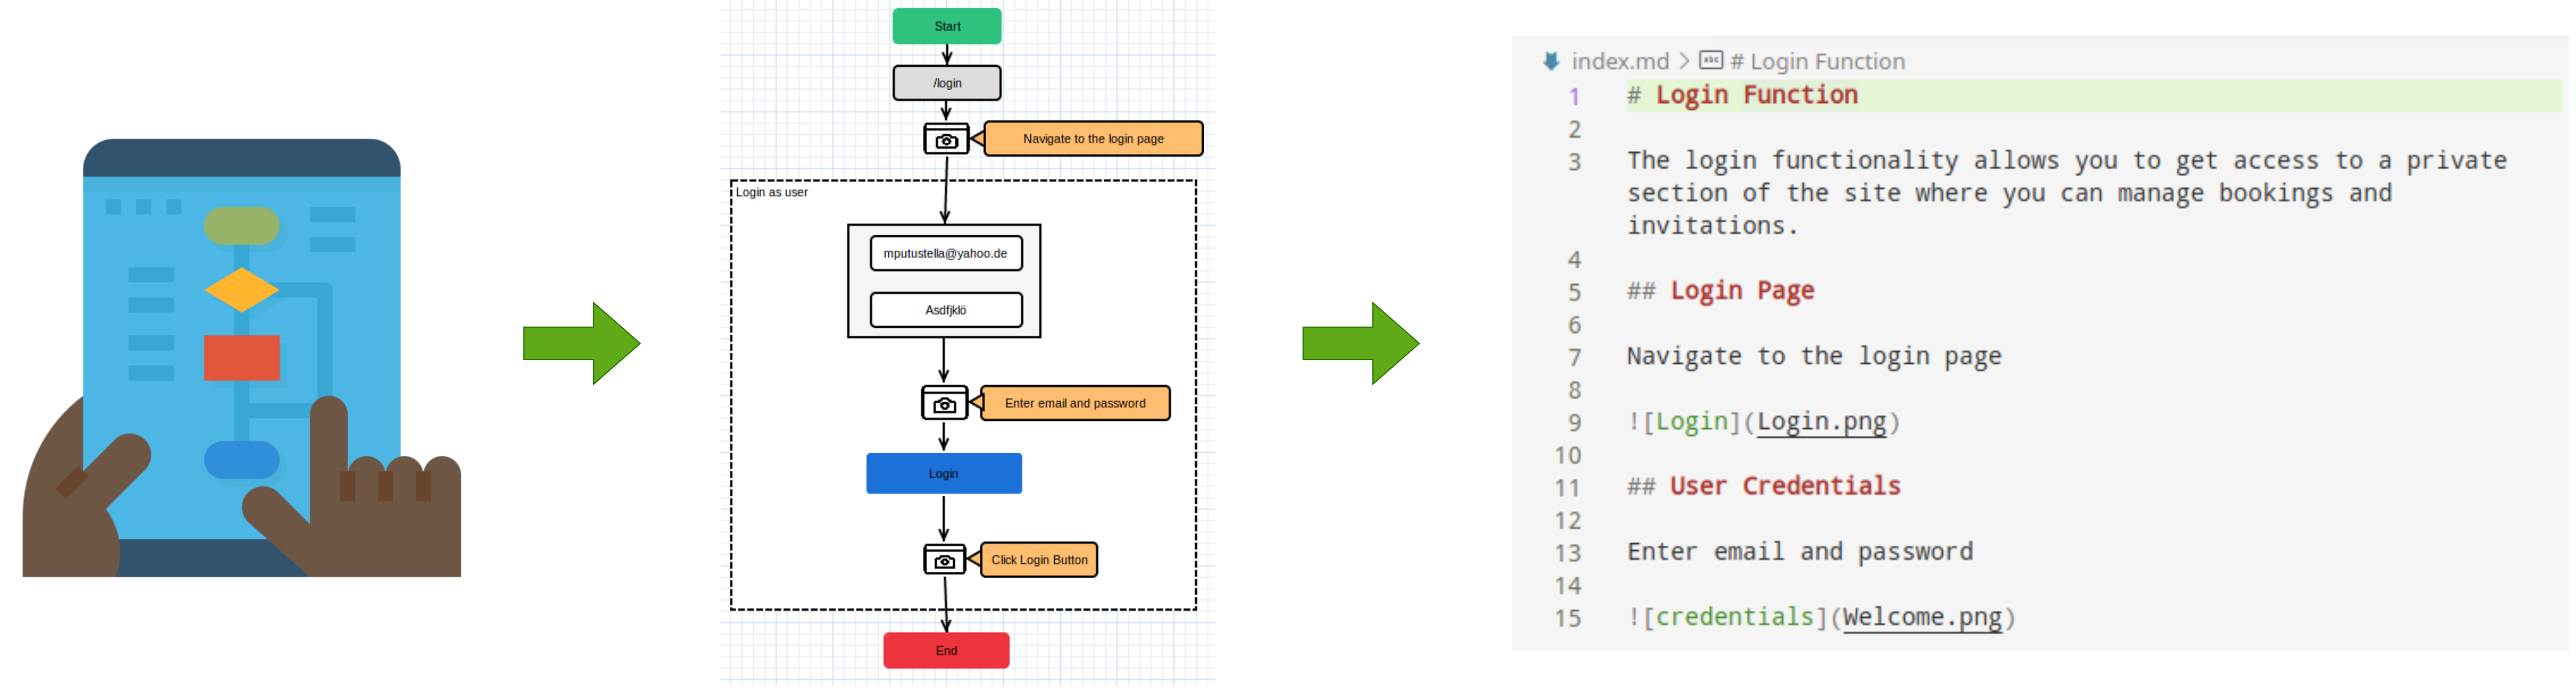 Start
/login
Navigate to the login page
Login as user
mputustella@yahoo.de
Asdfjklö
Enter email and password
Login
Click Login Button
End
index.md > abc # Login Function
1 # Login Function
2
3 The login functionality allows you to get access to a private
section of the site where you can manage bookings and
invitations.
4
5 ## Login Page
6
7 Navigate to the login page
8
9 ![Login](Login.png)
10
11 ## User Credentials
12
13 Enter email and password
14
15 ![credentials](Welcome.png)